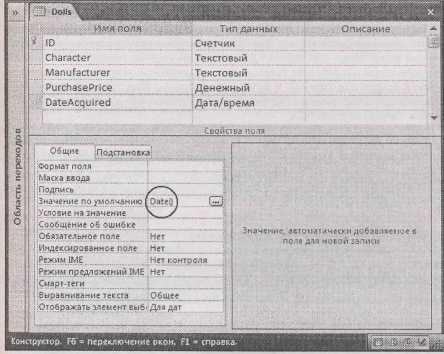 »
Dolls
×
Имя поля Тип данных Описание
ID Счетчик
Character Текстовый
Manufacturer Текстовый
PurchasePrice Денежный
DateAcquired Дата/время
Свойства поля
Область переходов
Общие Подстановка
Формат поля
Маска ввода
Подпись
Значение по умолчанию Date() ...
Условие на значение
Сообщение об ошибке
Обязательное поле Нет
Индексированное поле Нет
Режим IME Нет контроля
Режим предложений IME Нет
Смарт-теги
Выравнивание текста Общее
Отображать элемент выб Для дат
Значение, автоматически добавляемое в
поле для новой записи
Конструктор. F6 = переключение окон. F1 = справка.